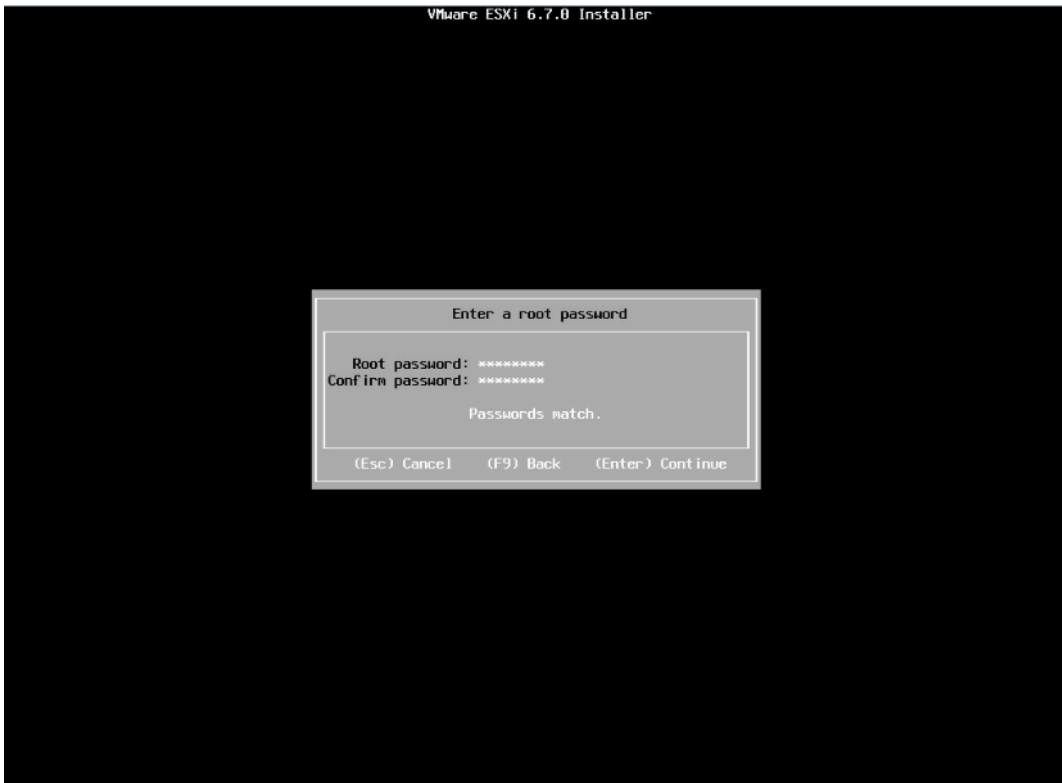 VMware ESXi 6.7.0 Installer
Enter a root password
Root password: ********
Confirm password: ********
Passwords match.
(Esc) Cancel (F9) Back (Enter) Continue